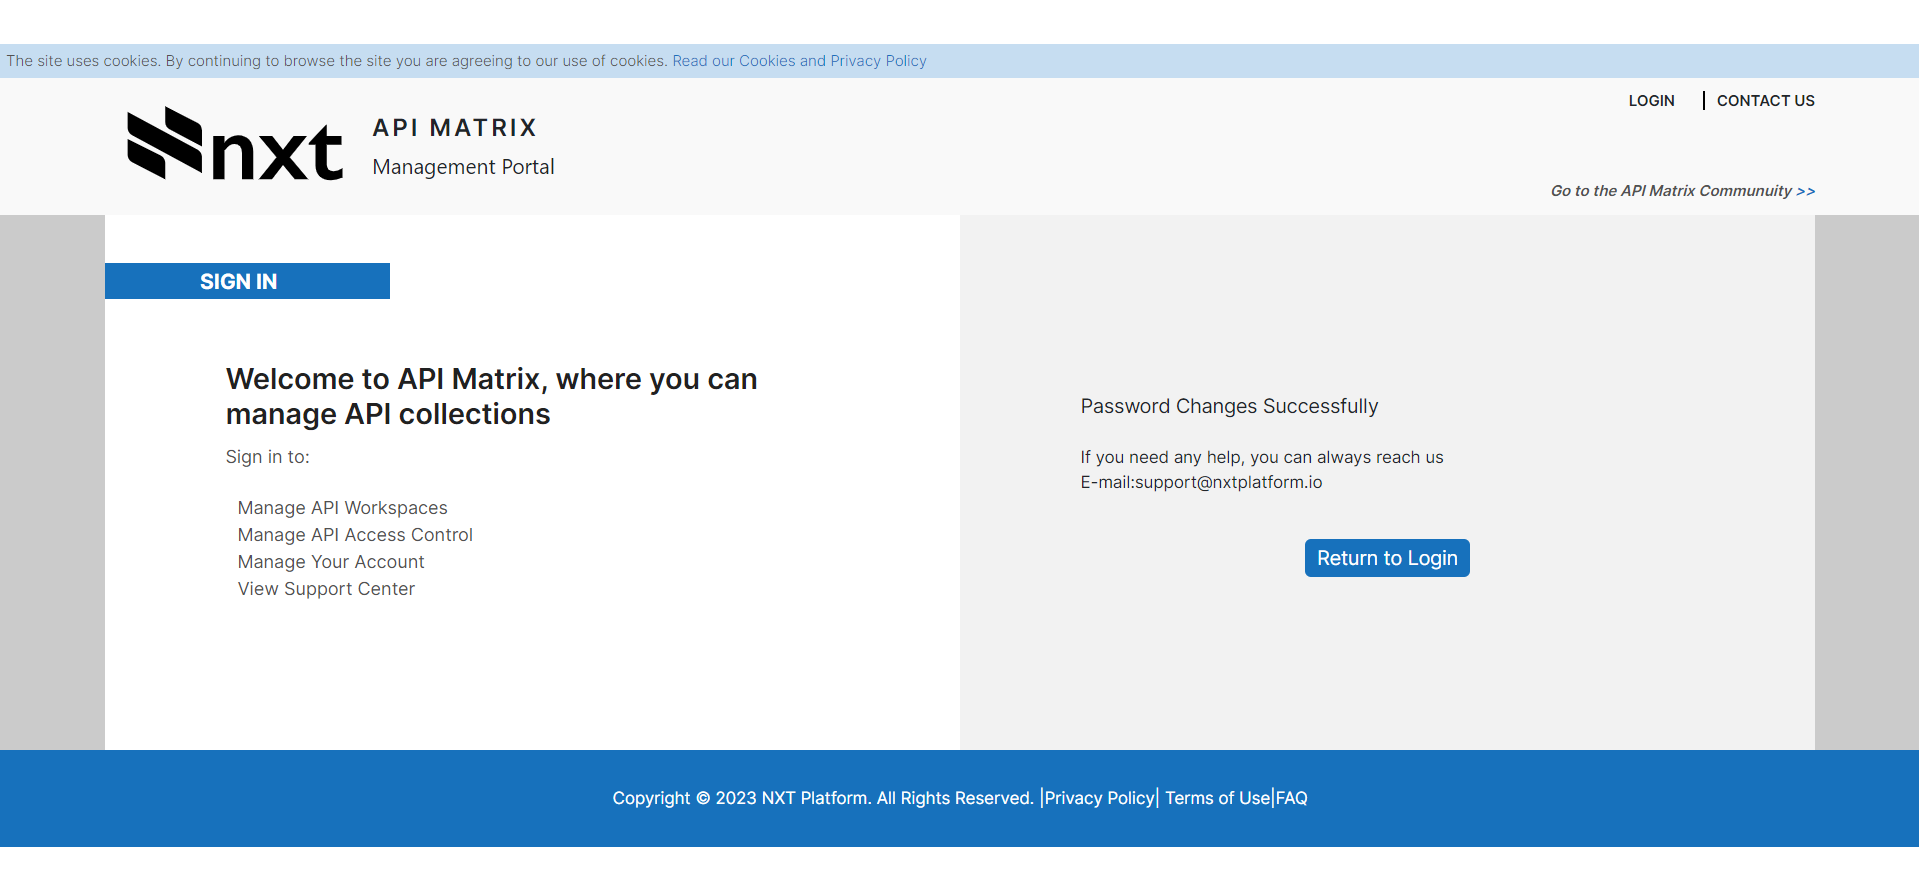 The site uses cookies. By continuing to browse the site you are agreeing to our use of cookies. Read our Cookies and Privacy Policy
LOGIN | CONTACT US
nxt
API MATRIX
Management Portal
Go to the API Matrix Communuity >>
SIGN IN
Welcome to API Matrix, where you can
manage API collections
Sign in to:
Manage API Workspaces
Manage API Access Control
Manage Your Account
View Support Center
Password Changes Successfully
If you need any help, you can always reach us
E-mail:support@nxtplatform.io
Return to Login
Copyright © 2023 NXT Platform. All Rights Reserved. |Privacy Policy| Terms of Use|FAQ